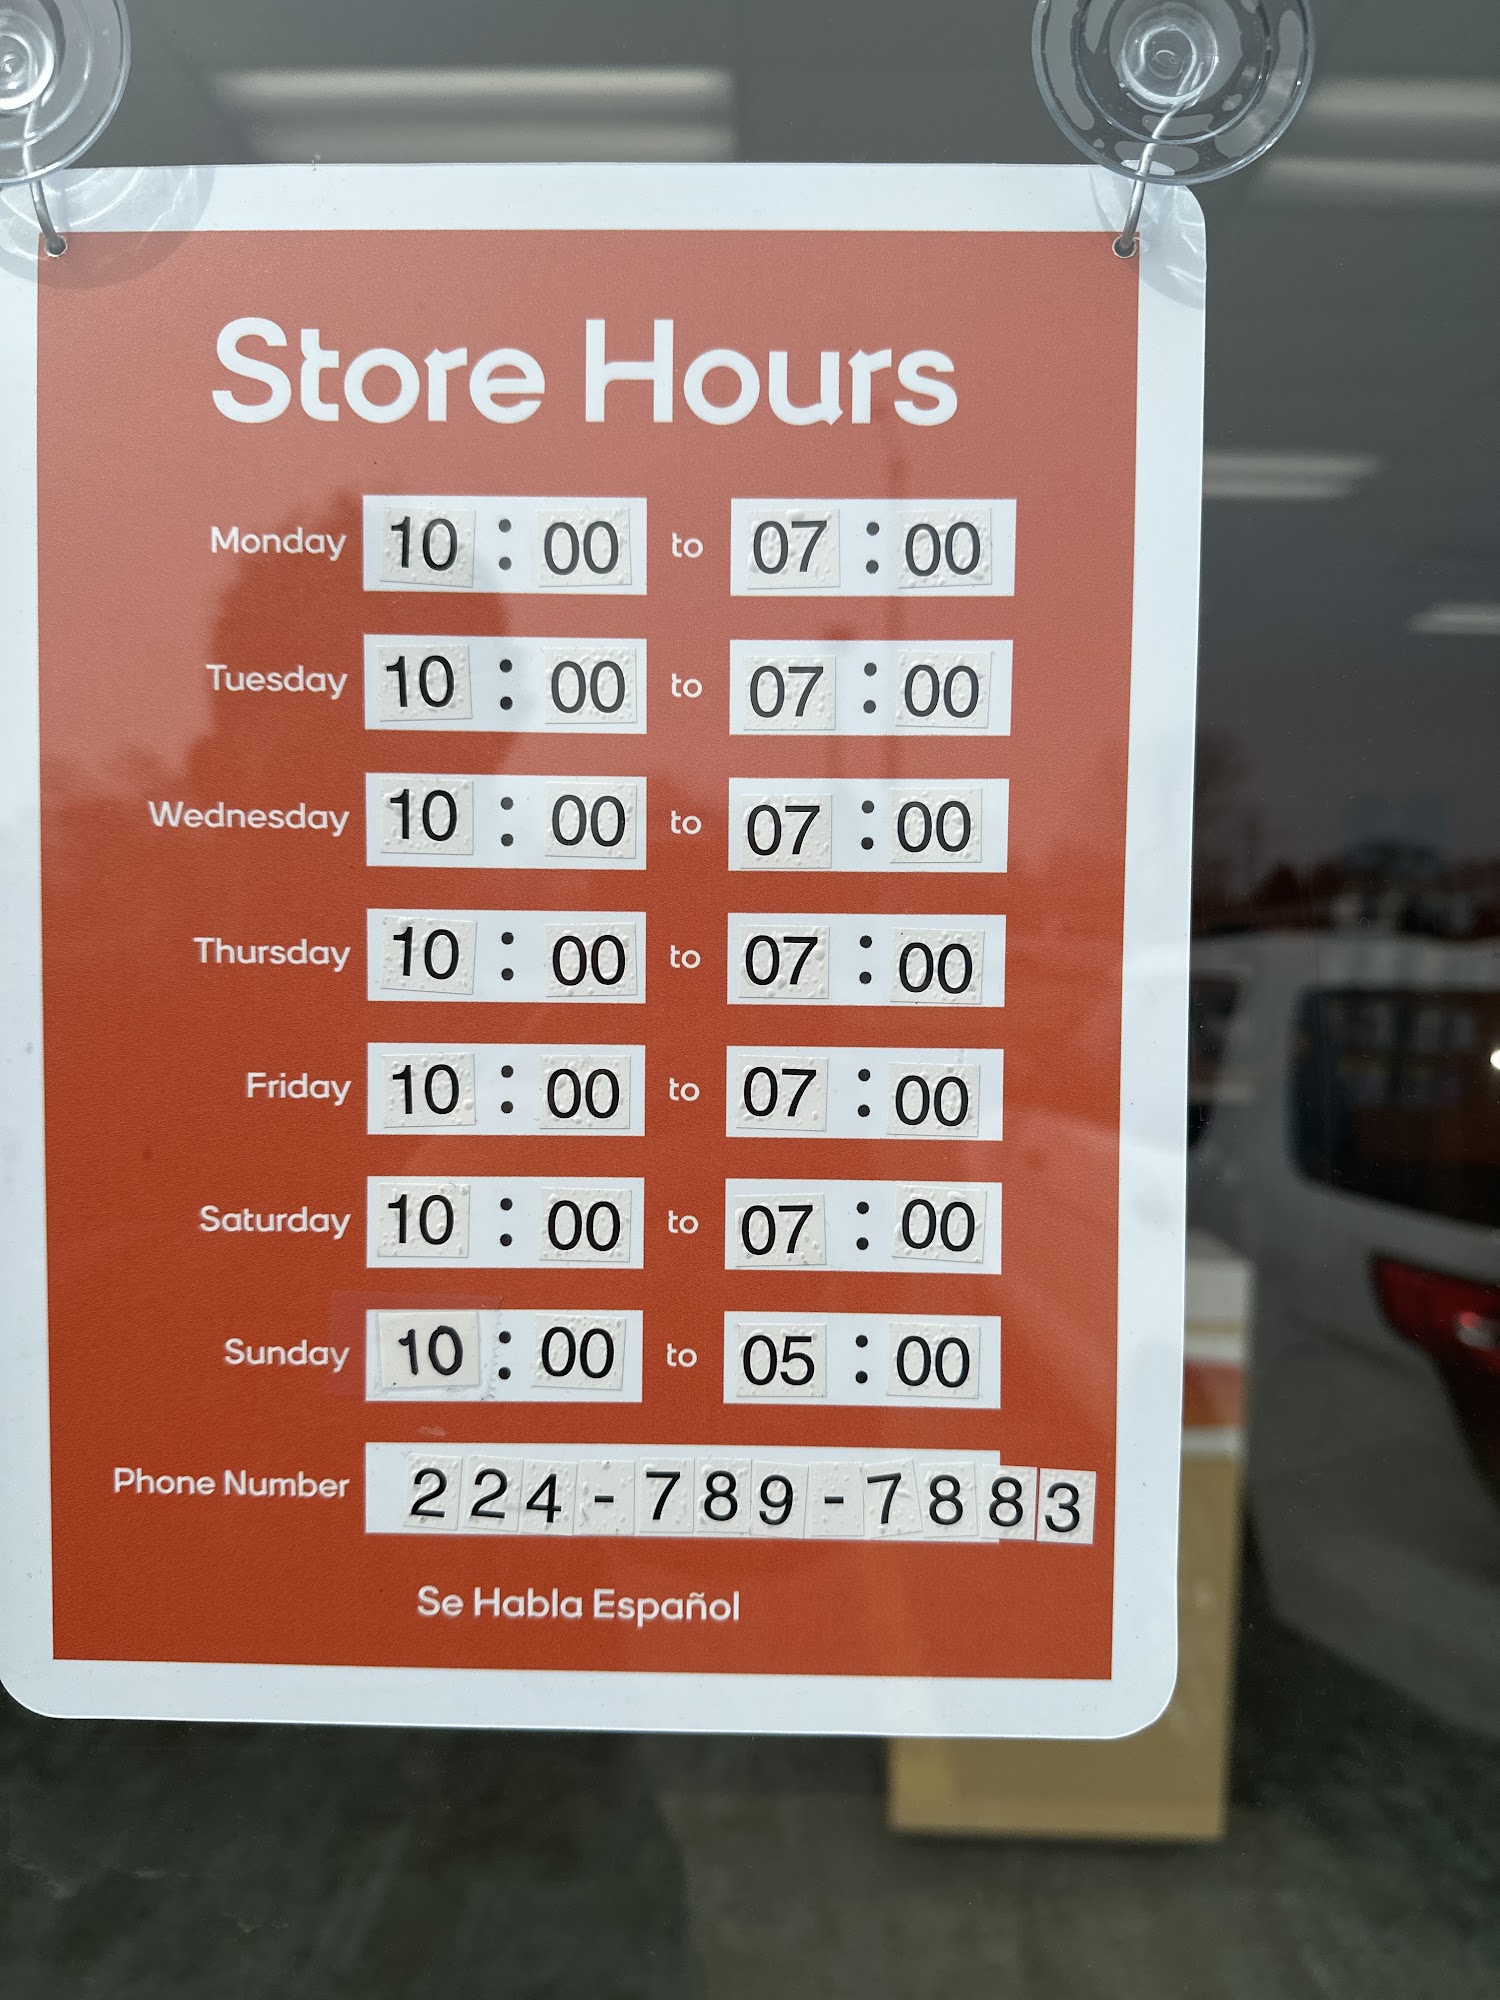 Store Hours
Monday 10 : 00 to 07 : 00
Tuesday 10 : 00 to 07 : 00
Wednesday 10 : 00 to 07 : 00
Thursday 10 : 00 to 07 : 00
Friday 10 : 00 to 07 : 00
Saturday 10 : 00 to 07 : 00
Sunday 10 : 00 to 05 : 00
Phone Number 224-789-7883
Se Habla Español